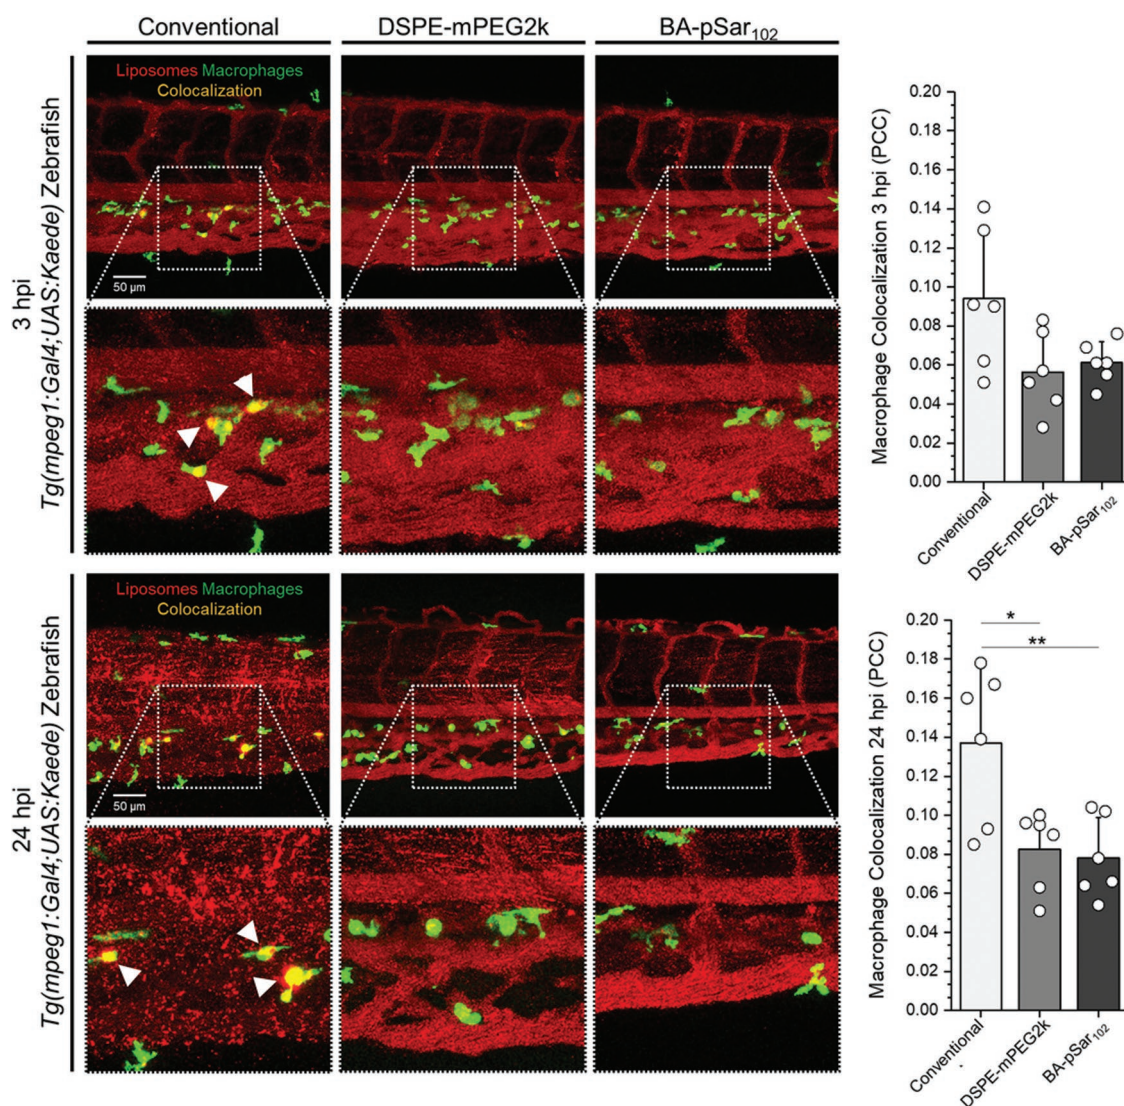 Conventional
DSPE-mPEG2k
BA-pSar102
3 hpi
Tg(mpeg1:Gal4;UAS:Kaede) Zebrafish
Liposomes Macrophages
Colocalization
50 µm
Macrophage Colocalization 3 hpi (PCC)
0.20
0.18
0.16
0.14
0.12
0.10
0.08
0.06
0.04
0.02
0.00
Conventional
DSPE-mPEG2k
BA-pSar102
24 hpi
Tg(mpeg1:Gal4;UAS:Kaede) Zebrafish
Liposomes Macrophages
Colocalization
50 µm
Macrophage Colocalization 24 hpi (PCC)
0.20
0.18
0.16
0.14
0.12
0.10
0.08
0.06
0.04
0.02
0.00
*
**
Conventional
DSPE-mPEG2k
BA-pSar102